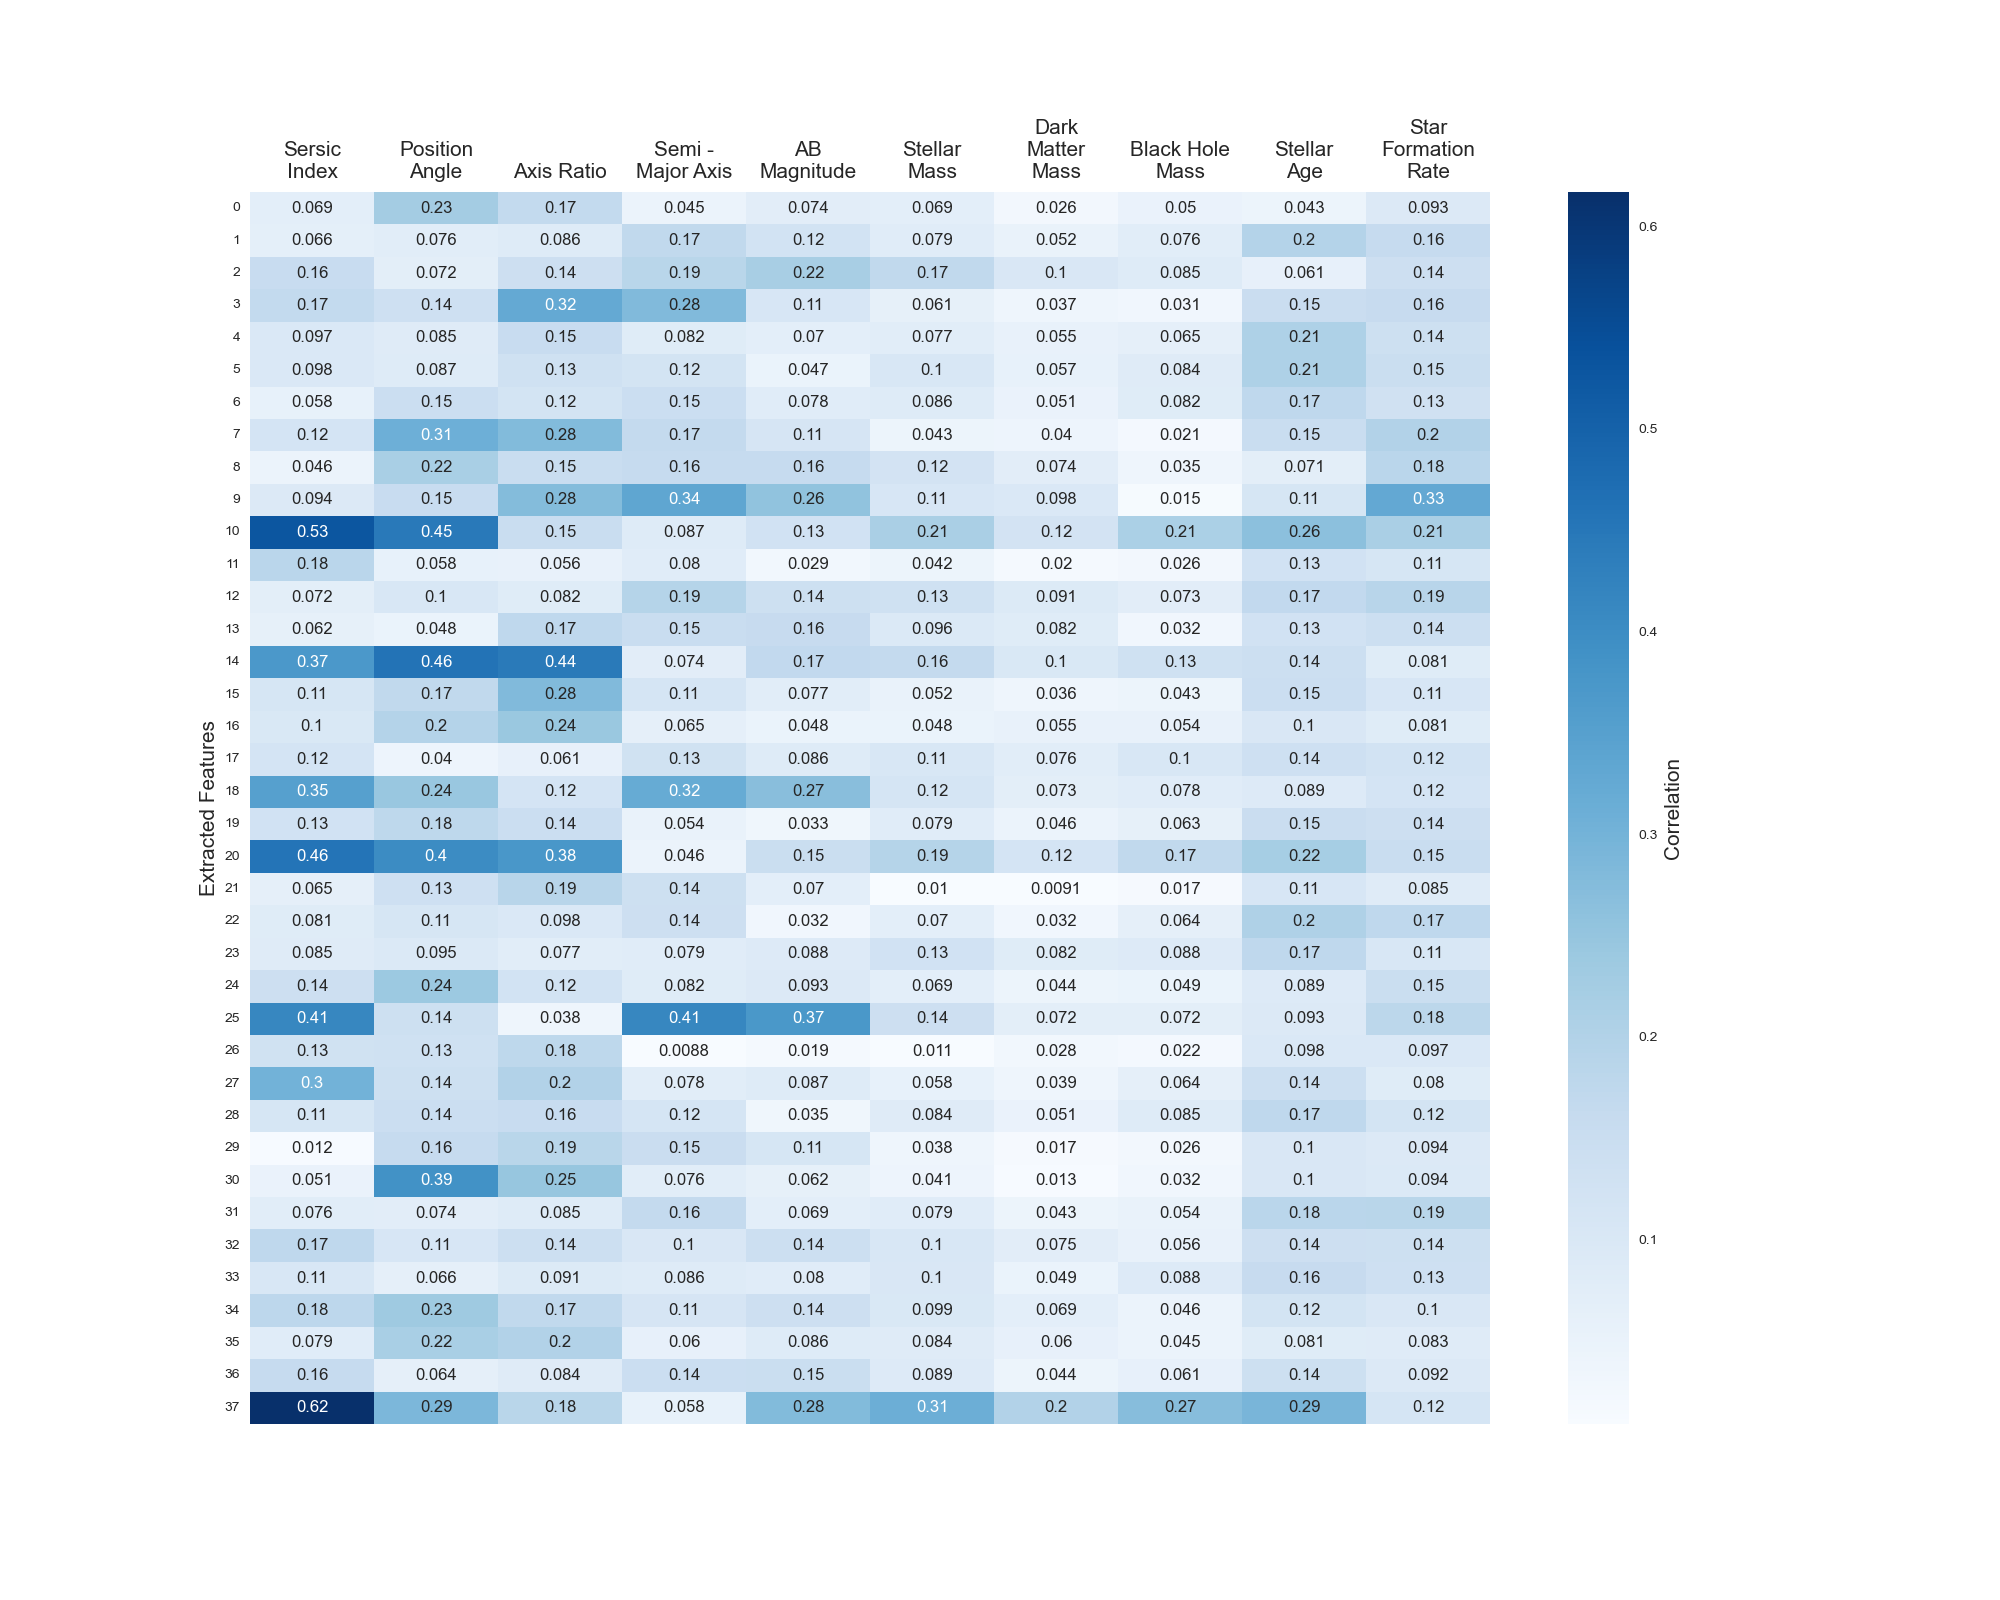 Sersic Index
Position Angle
Axis Ratio
Semi - Major Axis
AB Magnitude
Stellar Mass
Dark Matter Mass
Black Hole Mass
Stellar Age
Star Formation Rate
0 0.069 0.23 0.17 0.045 0.074 0.069 0.026 0.05 0.043 0.093
1 0.066 0.076 0.086 0.17 0.12 0.079 0.052 0.076 0.2 0.16
2 0.16 0.072 0.14 0.19 0.22 0.17 0.1 0.085 0.061 0.14
3 0.17 0.14 0.32 0.28 0.11 0.061 0.037 0.031 0.15 0.16
4 0.097 0.085 0.15 0.082 0.07 0.077 0.055 0.065 0.21 0.14
5 0.098 0.087 0.13 0.12 0.047 0.1 0.057 0.084 0.21 0.15
6 0.058 0.15 0.12 0.15 0.078 0.086 0.051 0.082 0.17 0.13
7 0.12 0.31 0.28 0.17 0.11 0.043 0.04 0.021 0.15 0.2
8 0.046 0.22 0.15 0.16 0.16 0.12 0.074 0.035 0.071 0.18
9 0.094 0.15 0.28 0.34 0.26 0.11 0.098 0.015 0.11 0.33
10 0.53 0.45 0.15 0.087 0.13 0.21 0.12 0.21 0.26 0.21
11 0.18 0.058 0.056 0.08 0.029 0.042 0.02 0.026 0.13 0.11
12 0.072 0.1 0.082 0.19 0.14 0.13 0.091 0.073 0.17 0.19
13 0.062 0.048 0.17 0.15 0.16 0.096 0.082 0.032 0.13 0.14
14 0.37 0.46 0.44 0.074 0.17 0.16 0.1 0.13 0.14 0.081
15 0.11 0.17 0.28 0.11 0.077 0.052 0.036 0.043 0.15 0.11
16 0.1 0.2 0.24 0.065 0.048 0.048 0.055 0.054 0.1 0.081
17 0.12 0.04 0.061 0.13 0.086 0.11 0.076 0.1 0.14 0.12
18 0.35 0.24 0.12 0.32 0.27 0.12 0.073 0.078 0.089 0.12
19 0.13 0.18 0.14 0.054 0.033 0.079 0.046 0.063 0.15 0.14
20 0.46 0.4 0.38 0.046 0.15 0.19 0.12 0.17 0.22 0.15
21 0.065 0.13 0.19 0.14 0.07 0.01 0.0091 0.017 0.11 0.085
22 0.081 0.11 0.098 0.14 0.032 0.07 0.032 0.064 0.2 0.17
23 0.085 0.095 0.077 0.079 0.088 0.13 0.082 0.088 0.17 0.11
24 0.14 0.24 0.12 0.082 0.093 0.069 0.044 0.049 0.089 0.15
25 0.41 0.14 0.038 0.41 0.37 0.14 0.072 0.072 0.093 0.18
26 0.13 0.13 0.18 0.0088 0.019 0.011 0.028 0.022 0.098 0.097
27 0.3 0.14 0.2 0.078 0.087 0.058 0.039 0.064 0.14 0.08
28 0.11 0.14 0.16 0.12 0.035 0.084 0.051 0.085 0.17 0.12
29 0.012 0.16 0.19 0.15 0.11 0.038 0.017 0.026 0.1 0.094
30 0.051 0.39 0.25 0.076 0.062 0.041 0.013 0.032 0.1 0.094
31 0.076 0.074 0.085 0.16 0.069 0.079 0.043 0.054 0.18 0.19
32 0.17 0.11 0.14 0.1 0.14 0.1 0.075 0.056 0.14 0.14
33 0.11 0.066 0.091 0.086 0.08 0.1 0.049 0.088 0.16 0.13
34 0.18 0.23 0.17 0.11 0.14 0.099 0.069 0.046 0.12 0.1
35 0.079 0.22 0.2 0.06 0.086 0.084 0.06 0.045 0.081 0.083
36 0.16 0.064 0.084 0.14 0.15 0.089 0.044 0.061 0.14 0.092
37 0.62 0.29 0.18 0.058 0.28 0.31 0.2 0.27 0.29 0.12
Extracted Features
0.6
0.5
0.4
0.3
0.2
0.1
Correlation